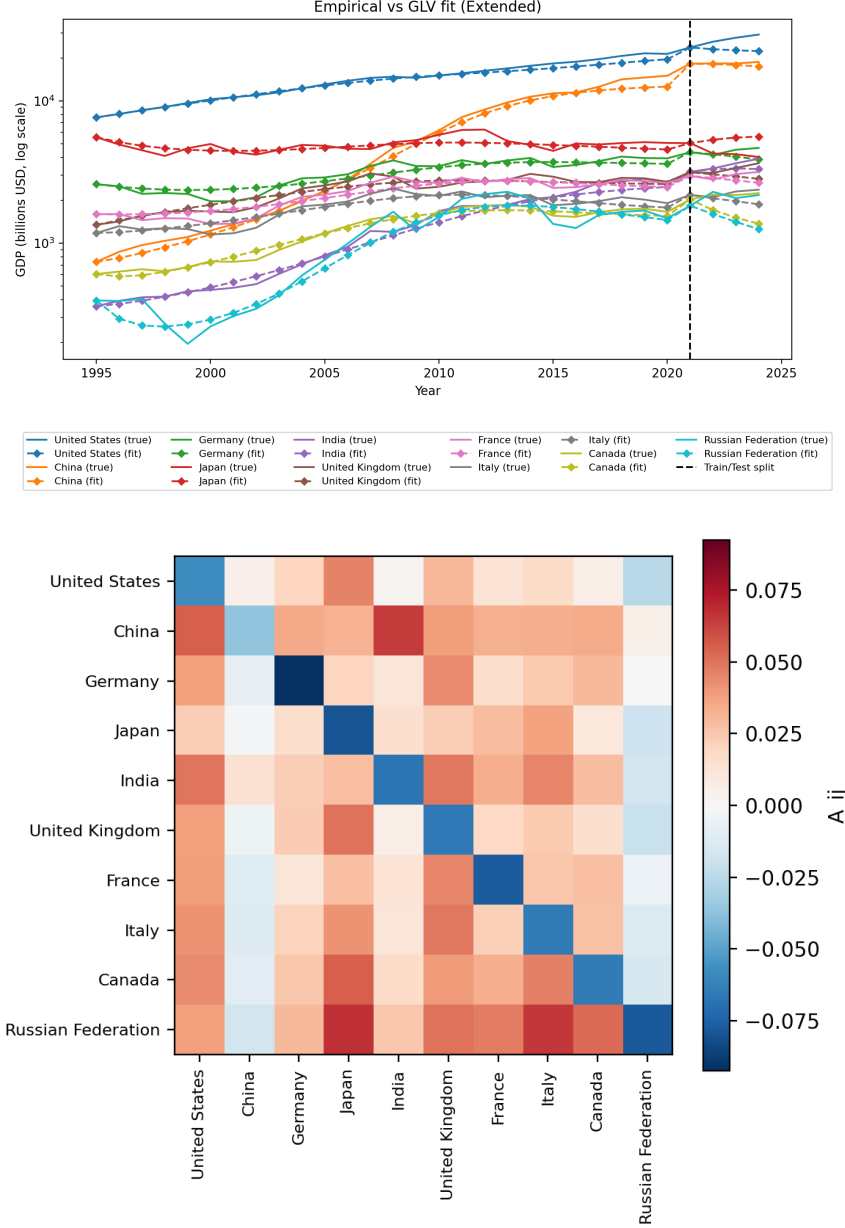 Empirical vs GLV fit (Extended)
GDP (billions USD, log scale)
10⁴
10³
1995 2000 2005 2010 2015 2020 2025
Year
United States (true) Germany (true) India (true) France (true) Italy (fit) Russian Federation (true)
United States (fit) Germany (fit) India (fit) France (fit) Canada (true) Russian Federation (fit)
China (true) Japan (true) United Kingdom (true) Italy (true) Canada (fit) Train/Test split
China (fit) Japan (fit) United Kingdom (fit)
United States
China
Germany
Japan
India
United Kingdom
France
Italy
Canada
Russian Federation
United States China Germany Japan India United Kingdom France Italy Canada Russian Federation
0.075
0.050
0.025
0.000
−0.025
−0.050
−0.075
A ij